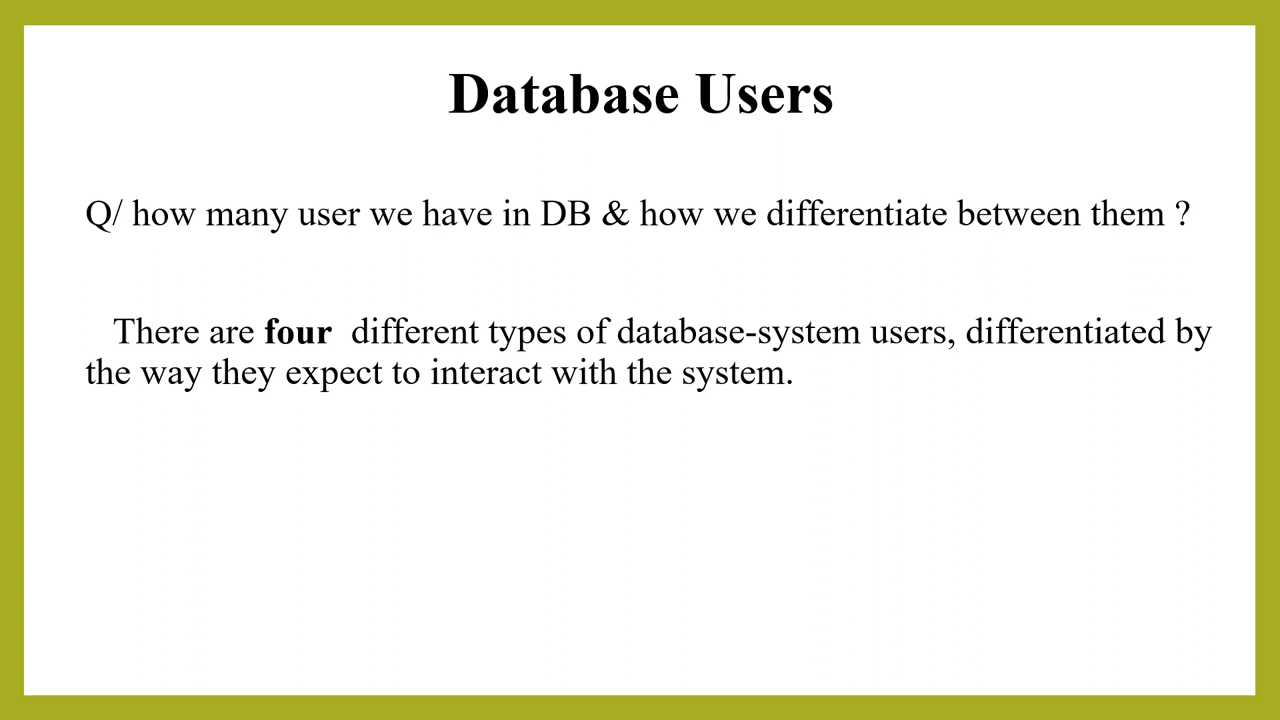 Database Users
Q/ how many user we have in DB & how we differentiate between them ?
There are four different types of database-system users, differentiated by
the way they expect to interact with the system.